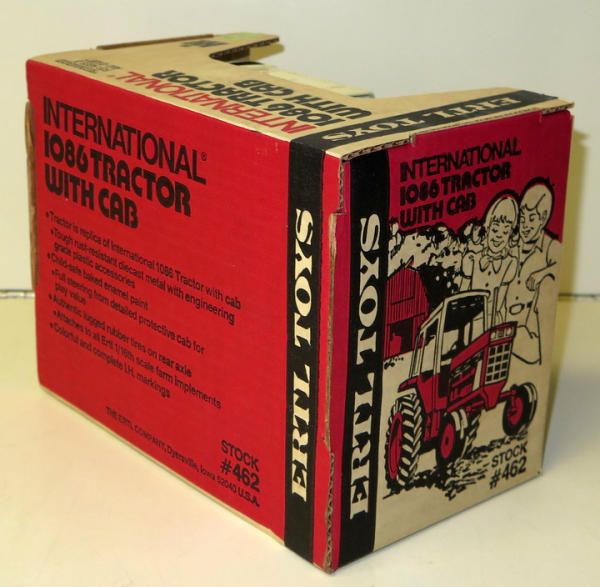 INTERNATIONAL
1086 TRACTOR
WITH CAB
INTERNATIONAL®
1086 TRACTOR
WITH CAB
•Tractor is replica of International 1086 Tractor with cab
•Tough rust-resistant diecast metal with engineering
grade plastic accessories
•Child-safe baked enamel paint
•Full steering from detailed protective cab for
play value
•Authentic lugged rubber tires on rear axle
•Attaches to all Ertl 1/16th scale farm implements
•Colorful and complete I.H. markings
THE ERTL COMPANY, Dyersville, Iowa 52040 U.S.A.
STOCK
#462
ERTL TOYS
ERTL TOYS
ERTL TOYS
INTERNATIONAL
1086 TRACTOR
WITH CAB
STOCK
#462